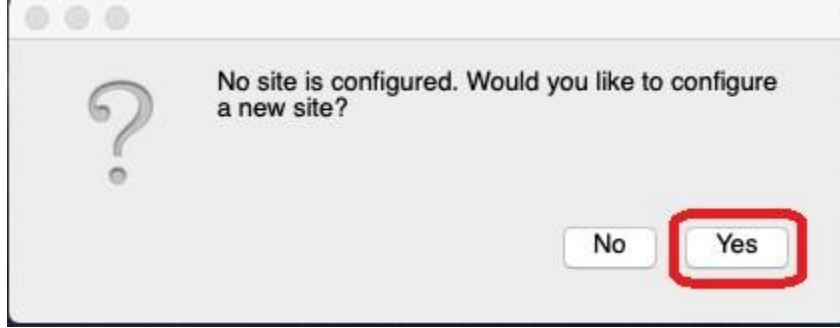 No site is configured. Would you like to configure
a new site?
No
Yes